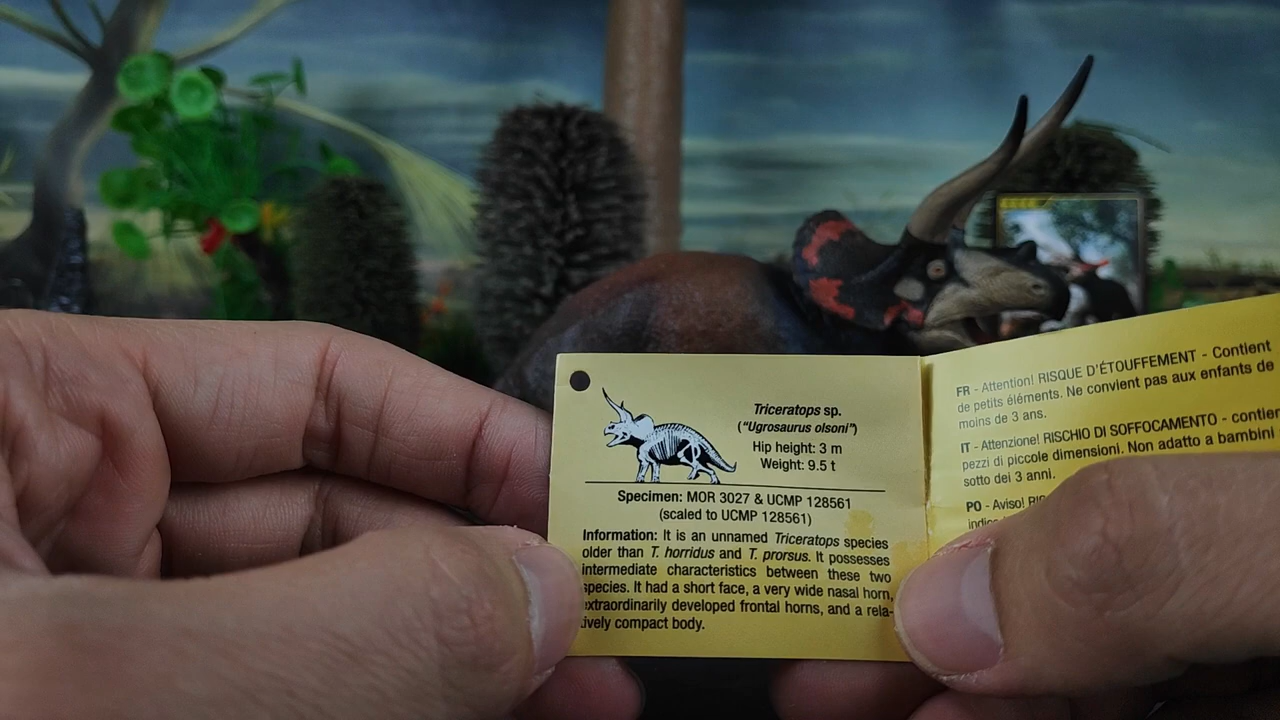 Triceratops sp.
("Ugrosaurus olsoni")
Hip height: 3 m
Weight: 9.5 t
Specimen: MOR 3027 & UCMP 128561
(scaled to UCMP 128561)
Information: It is an unnamed Triceratops species
older than T. horridus and T. prorsus. It possesses
intermediate characteristics between these two
species. It had a short face, a very wide nasal horn,
extraordinarily developed frontal horns, and a rela-
tively compact body.
FR - Attention! RISQUE D'ÉTOUFFEMENT - Contient
de petits éléments. Ne convient pas aux enfants de
moins de 3 ans.
IT - Attenzione! RISCHIO DI SOFFOCAMENTO - contier
pezzi di piccole dimensioni. Non adatto a bambini
sotto dei 3 anni.
PO - Aviso!